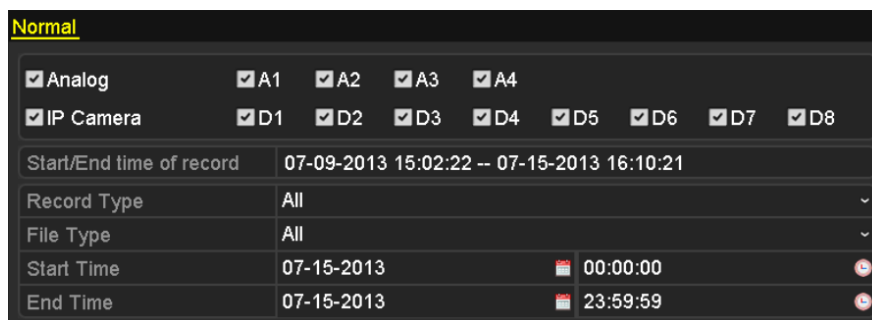 Normal
Analog A1 A2 A3 A4
IP Camera D1 D2 D3 D4 D5 D6 D7 D8
Start/End time of record 07-09-2013 15:02:22 -- 07-15-2013 16:10:21
Record Type All
File Type All
Start Time 07-15-2013 00:00:00
End Time 07-15-2013 23:59:59